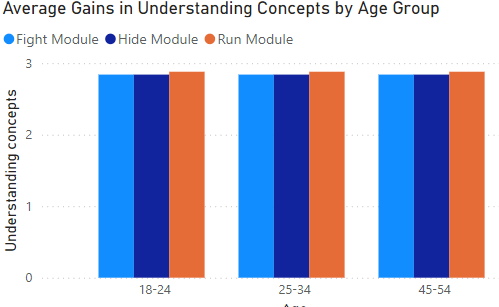 Average Gains in Understanding Concepts by Age Group
Fight Module Hide Module Run Module
Understanding concepts
3
2
1
0
18-24 25-34 45-54